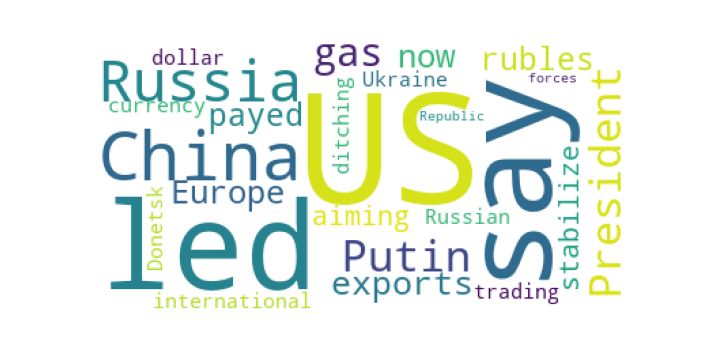 dollar
gas
now
rubles
Russia
Ukraine
forces
currency
payed
ditching
US
Republic
say
President
China
Europe
Donetsk
led
aiming
Russian
stabilize
Putin
exports
trading
international